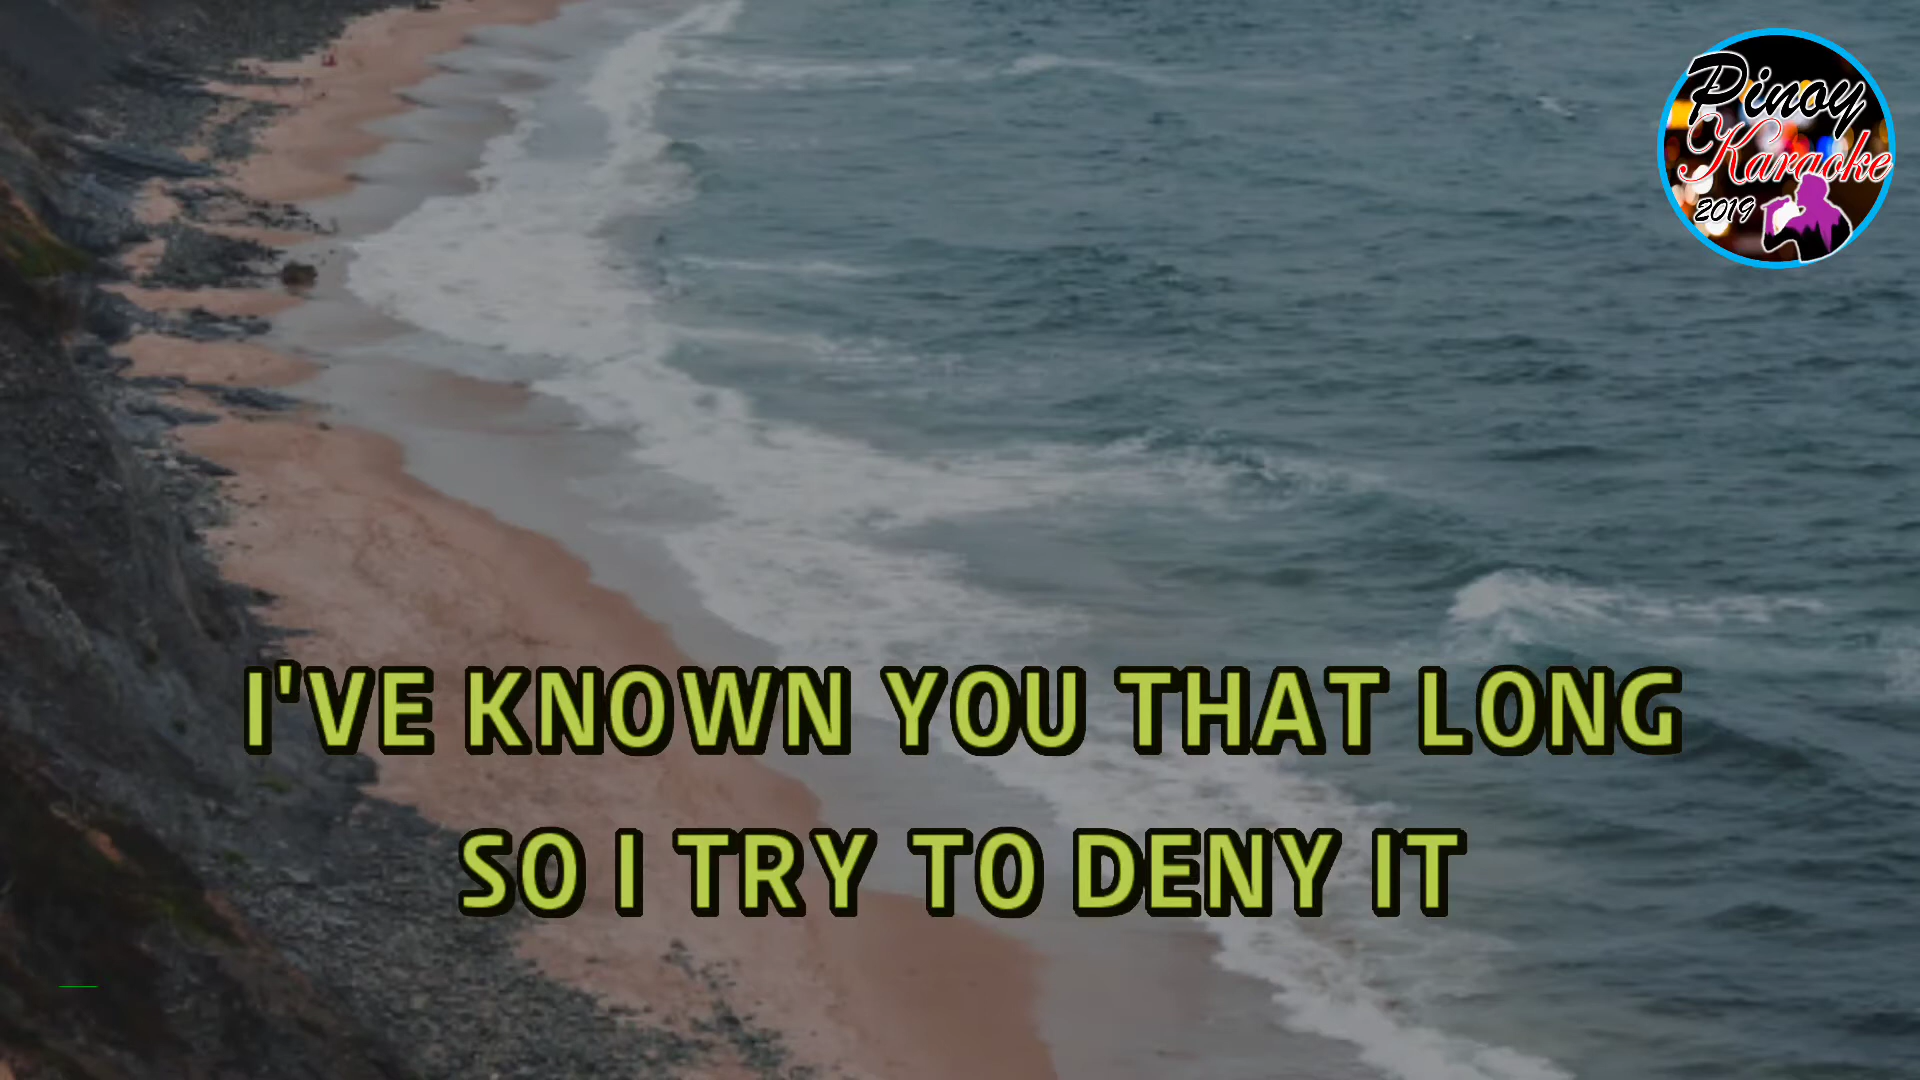 Pinoy
Karaoke
2019
I'VE KNOWN YOU THAT LONG
SO I TRY TO DENY IT